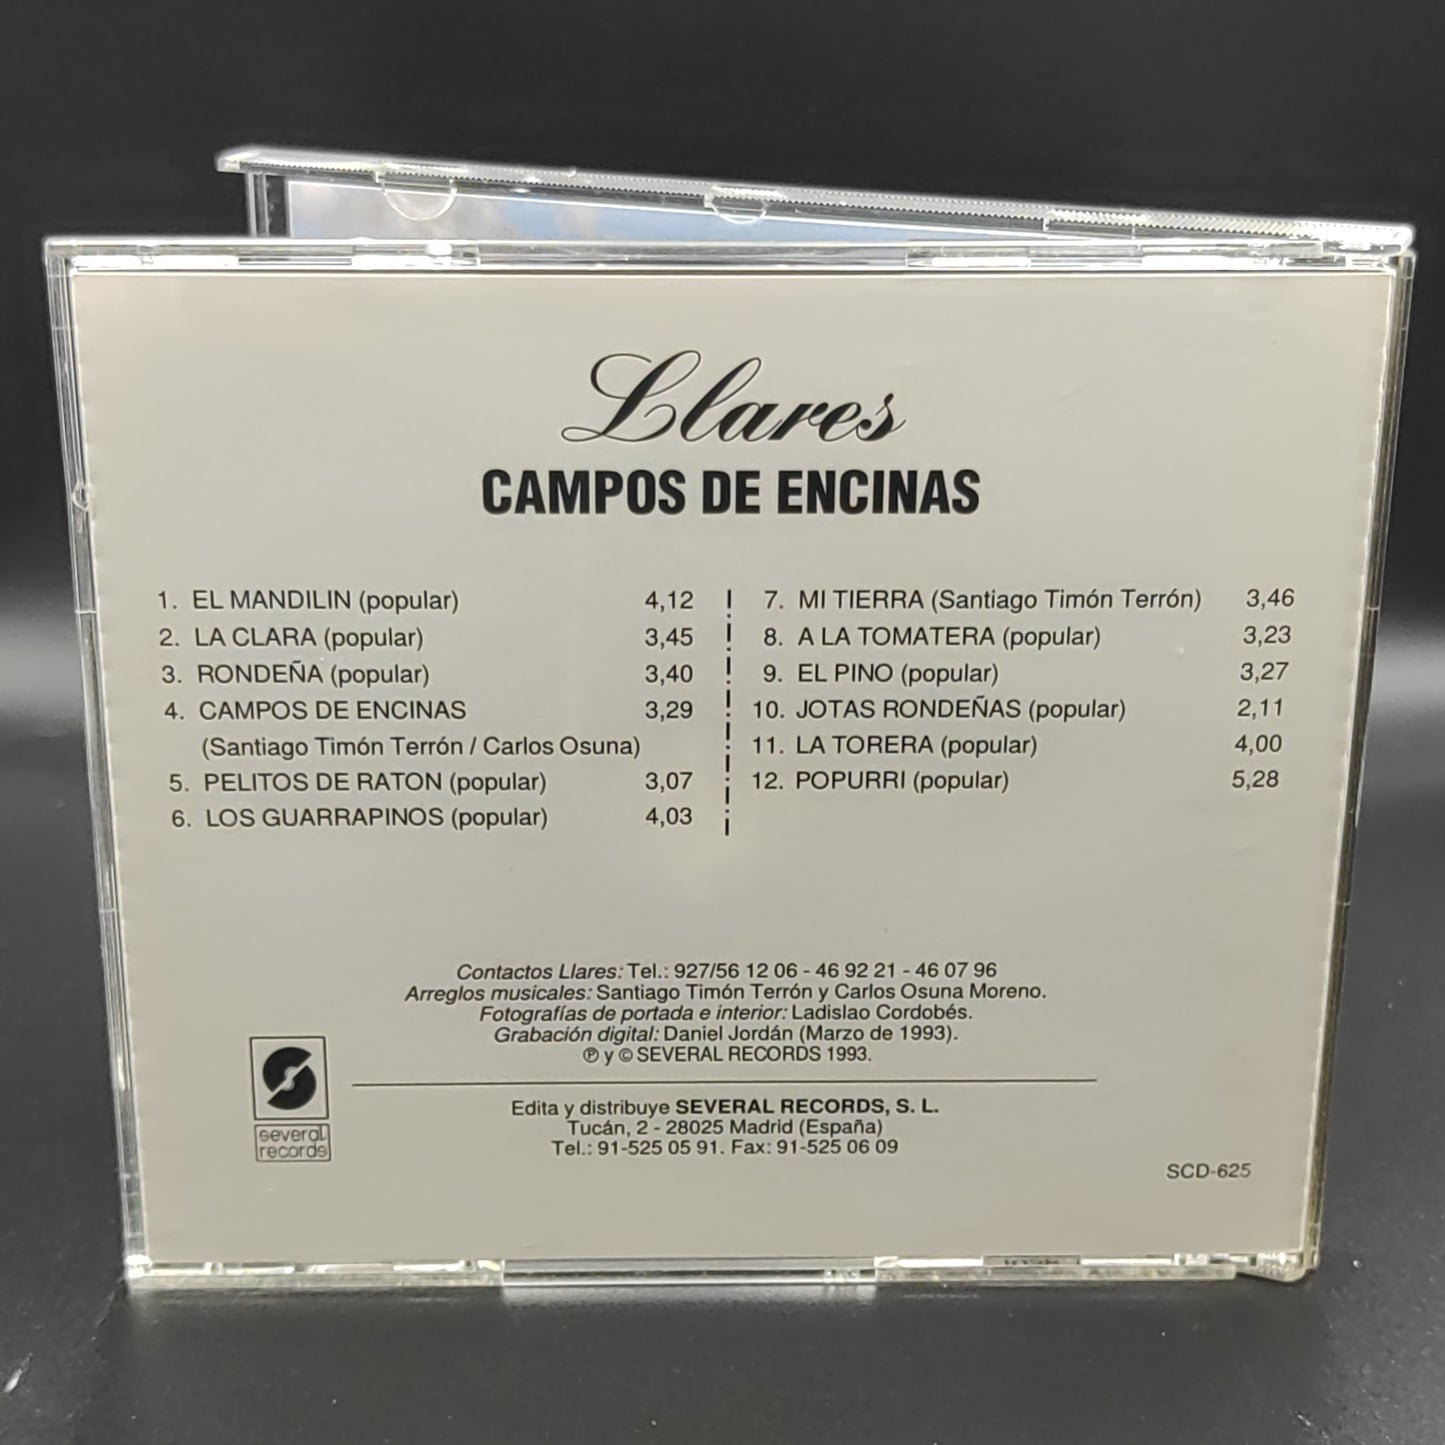 Llares
CAMPOS DE ENCINAS
1. EL MANDILIN (popular) 4,12
2. LA CLARA (popular) 3,45
3. RONDEÑA (popular) 3,40
4. CAMPOS DE ENCINAS 3,29
(Santiago Timón Terrón / Carlos Osuna)
5. PELITOS DE RATON (popular) 3,07
6. LOS GUARRAPINOS (popular) 4,03
7. MI TIERRA (Santiago Timón Terrón) 3,46
8. A LA TOMATERA (popular) 3,23
9. EL PINO (popular) 3,27
10. JOTAS RONDEÑAS (popular) 2,11
11. LA TORERA (popular) 4,00
12. POPURRI (popular) 5,28
Contactos Llares: Tel.: 927/56 12 06 - 46 92 21 - 46 07 96
Arreglos musicales: Santiago Timón Terrón y Carlos Osuna Moreno.
Fotografías de portada e interior: Ladislao Cordobés.
Grabación digital: Daniel Jordán (Marzo de 1993).
℗ y © SEVERAL RECORDS 1993.
several
records
Edita y distribuye SEVERAL RECORDS, S. L.
Tucán, 2 - 28025 Madrid (España)
Tel.: 91-525 05 91. Fax: 91-525 06 09
SCD-625